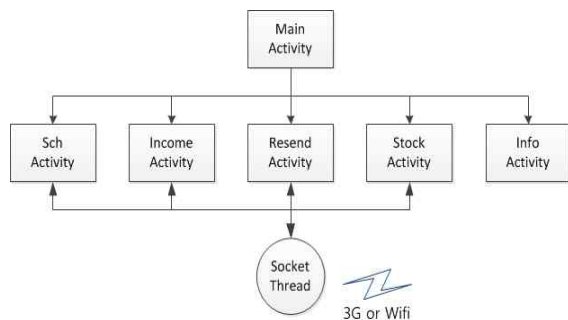 Main
Activity
Sch
Activity
Income
Activity
Resend
Activity
Stock
Activity
Info
Activity
Socket
Thread
3G or Wifi